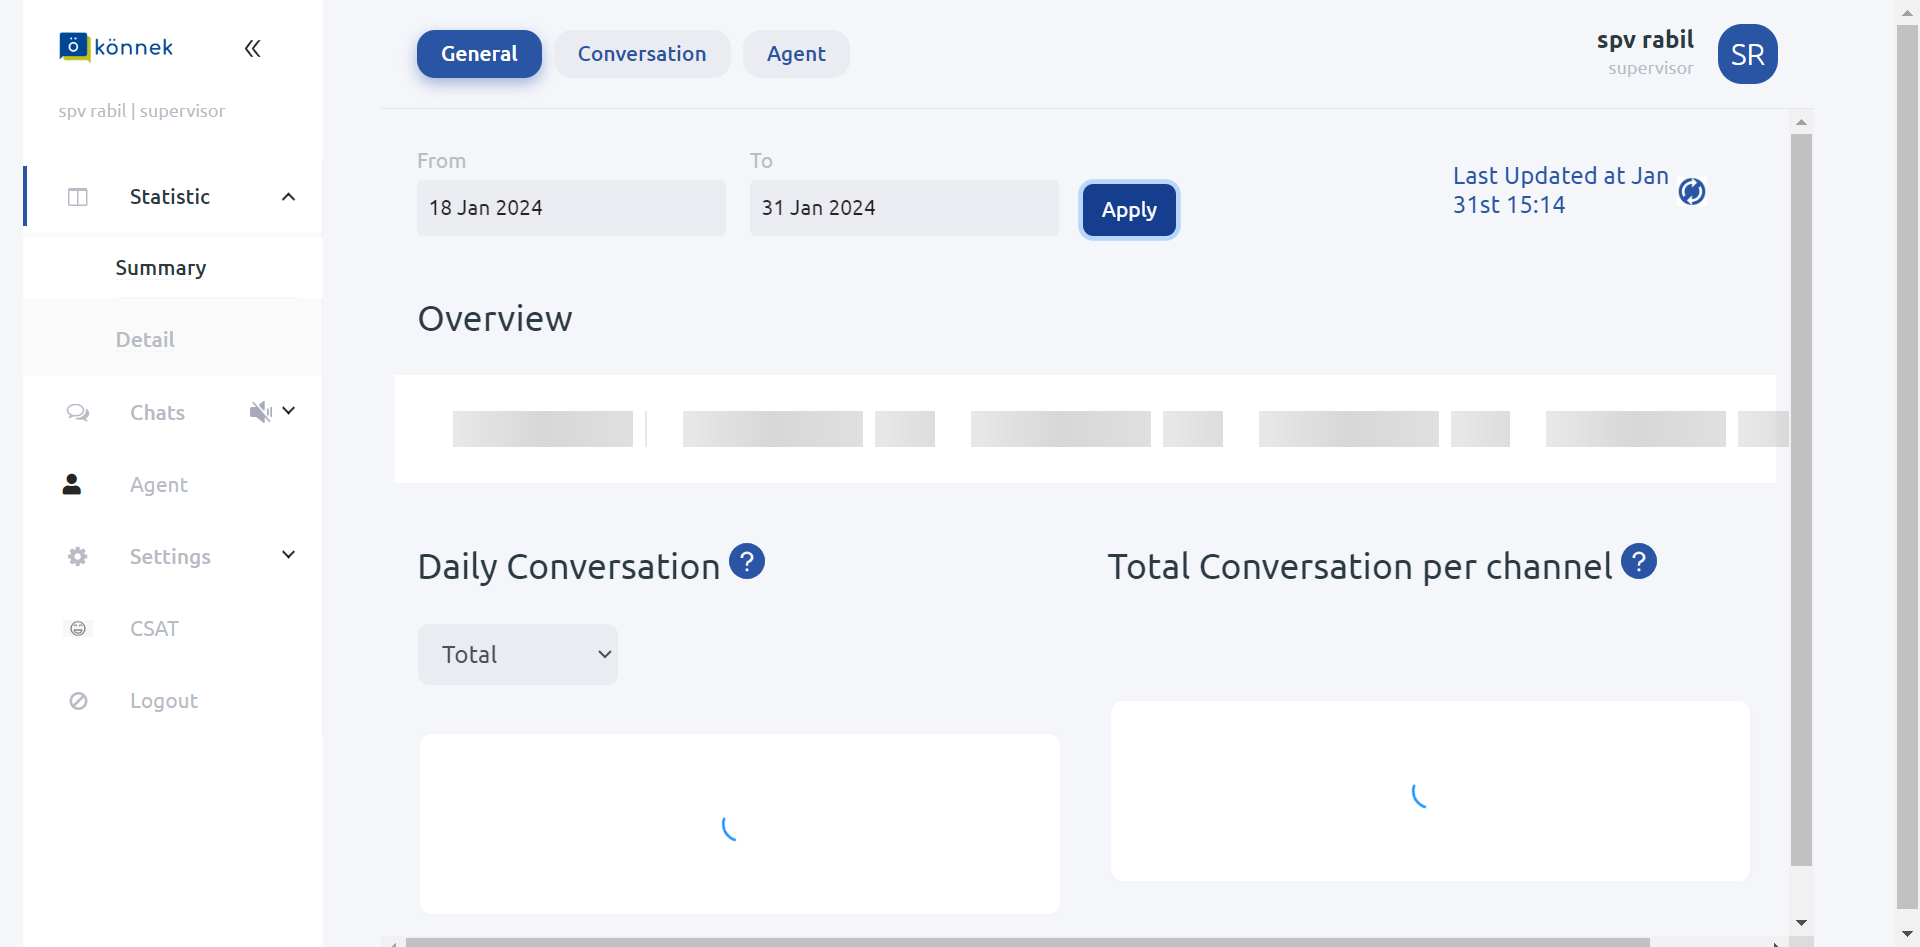 ö könnek
spv rabil | supervisor
Statistic
Summary
Detail
Chats
Agent
Settings
CSAT
Logout
General
Conversation
Agent
spv rabil
supervisor
SR
From
To
18 Jan 2024
31 Jan 2024
Apply
Last Updated at Jan
31st 15:14
Overview
Daily Conversation ?
Total Conversation per channel ?
Total